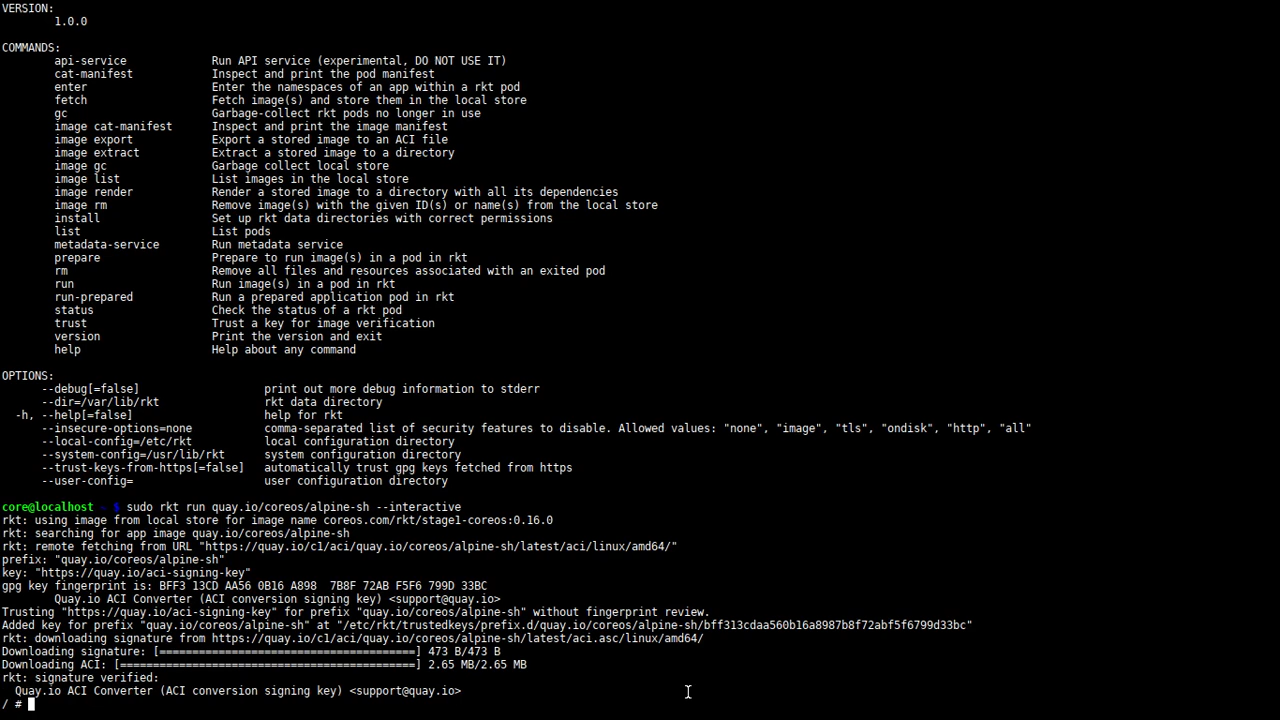 VERSION:
1.0.0
COMMANDS:
api-service Run API service (experimental, DO NOT USE IT)
cat-manifest Inspect and print the pod manifest
enter Enter the namespaces of an app within a rkt pod
fetch Fetch image(s) and store them in the local store
gc Garbage-collect rkt pods no longer in use
image cat-manifest Inspect and print the image manifest
image export Export a stored image to an ACI file
image extract Extract a stored image to a directory
image gc Garbage collect local store
image list List images in the local store
image render Render a stored image to a directory with all its dependencies
image rm Remove image(s) with the given ID(s) or name(s) from the local store
install Set up rkt data directories with correct permissions
list List pods
metadata-service Run metadata service
prepare Prepare to run image(s) in a pod in rkt
rm Remove all files and resources associated with an exited pod
run Run image(s) in a pod in rkt
run-prepared Run a prepared application pod in rkt
status Check the status of a rkt pod
trust Trust a key for image verification
version Print the version and exit
help Help about any command
OPTIONS:
--debug[=false] print out more debug information to stderr
--dir=/var/lib/rkt rkt data directory
-h, --help[=false] help for rkt
--insecure-options=none comma-separated list of security features to disable. Allowed values: "none", "image", "tls", "ondisk", "http", "all"
--local-config=/etc/rkt local configuration directory
--system-config=/usr/lib/rkt system configuration directory
--trust-keys-from-https[=false] automatically trust gpg keys fetched from https
--user-config= user configuration directory
core@localhost ~ $ sudo rkt run quay.io/coreos/alpine-sh --interactive
rkt: using image from local store for image name coreos.com/rkt/stage1-coreos:0.16.0
rkt: searching for app image quay.io/coreos/alpine-sh
rkt: remote fetching from URL "https://quay.io/c1/aci/quay.io/coreos/alpine-sh/latest/aci/linux/amd64/"
prefix: "quay.io/coreos/alpine-sh"
key: "https://quay.io/aci-signing-key"
gpg key fingerprint is: BFF3 13CD AA56 0B16 A898 7B8F 72AB F5F6 799D 33BC
Quay.io ACI Converter (ACI conversion signing key) <support@quay.io>
Trusting "https://quay.io/aci-signing-key" for prefix "quay.io/coreos/alpine-sh" without fingerprint review.
Added key for prefix "quay.io/coreos/alpine-sh" at "/etc/rkt/trustedkeys/prefix.d/quay.io/coreos/alpine-sh/bff313cdaa560b16a8987b8f72abf5f6799d33bc"
rkt: downloading signature from https://quay.io/c1/aci/quay.io/coreos/alpine-sh/latest/aci.asc/linux/amd64/
Downloading signature: [=======================================] 473 B/473 B
Downloading ACI: [=============================================] 2.65 MB/2.65 MB
rkt: signature verified:
Quay.io ACI Converter (ACI conversion signing key) <support@quay.io>
/ #